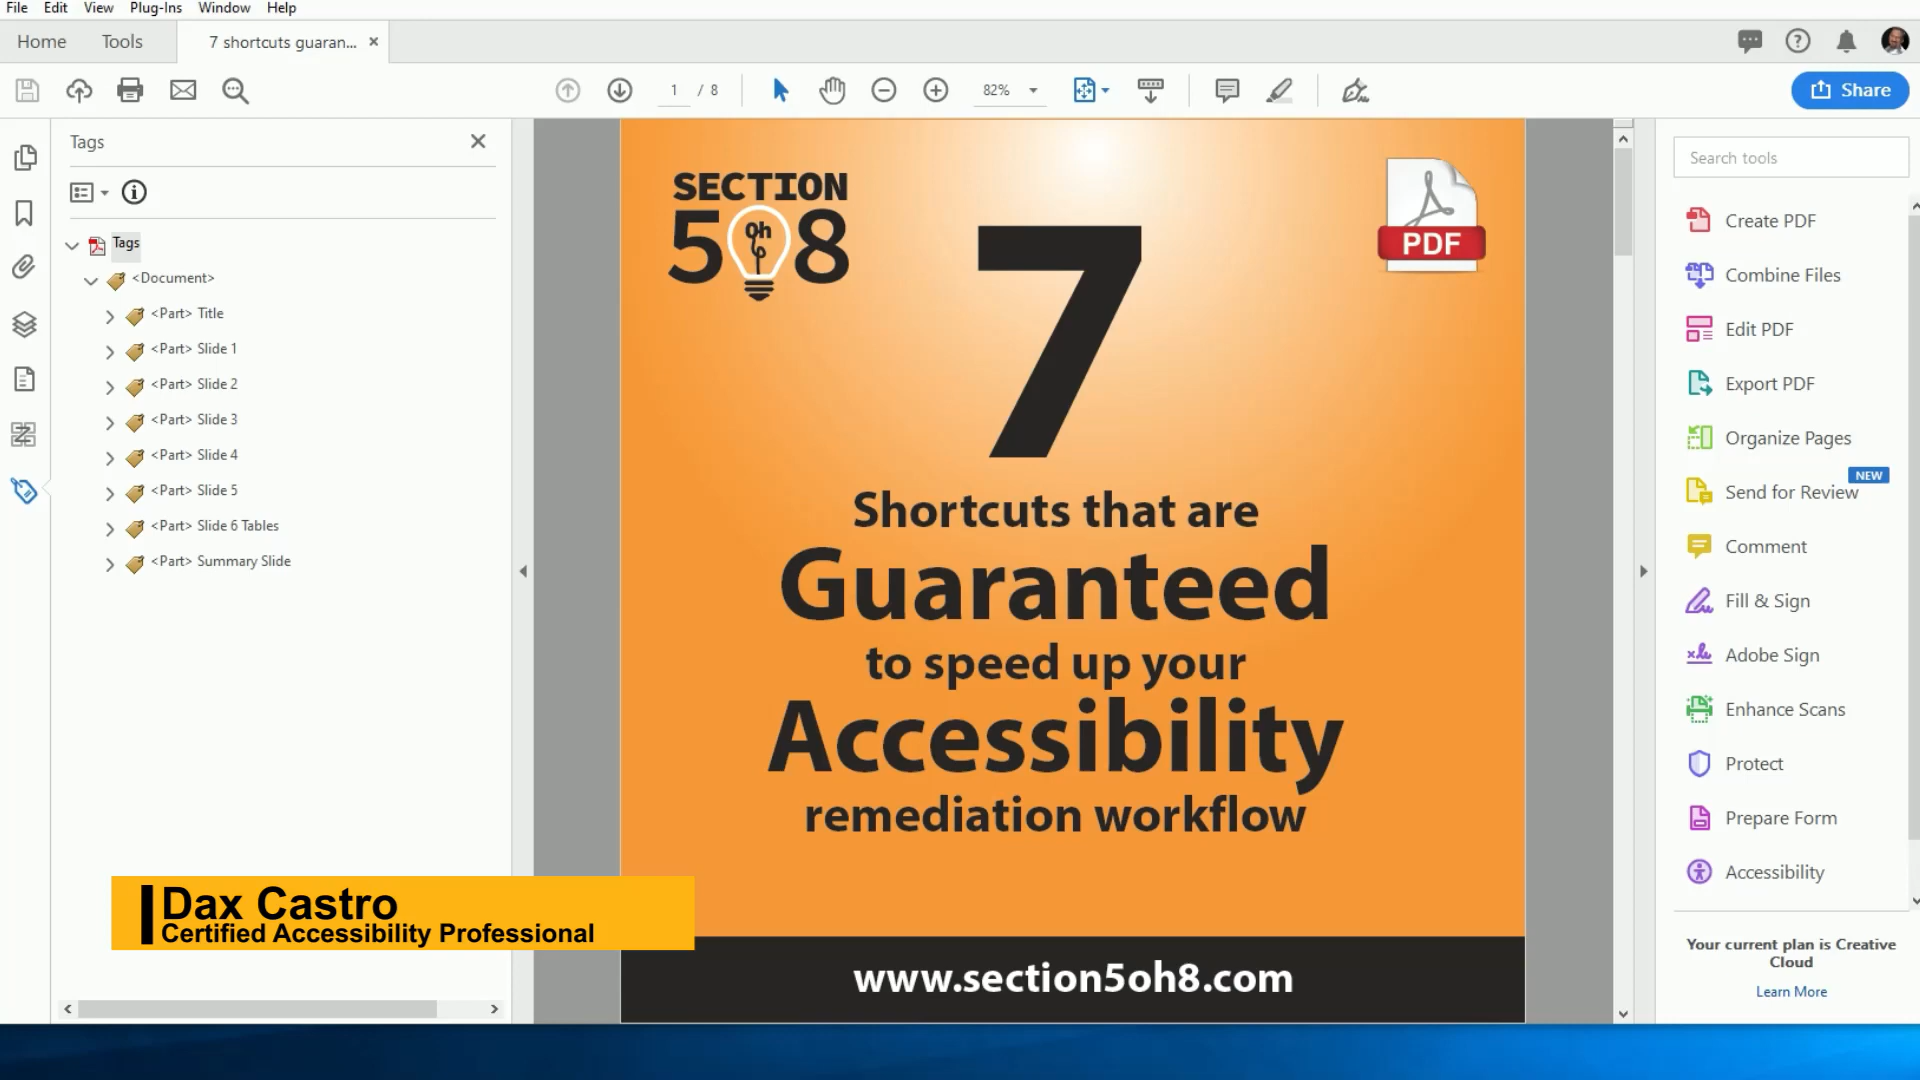 File Edit View Plug-Ins Window Help
Home Tools 7 shortcuts guaran... ×
1 / 8 82% Share
Tags
Tags
<Document>
<Part> Title
<Part> Slide 1
<Part> Slide 2
<Part> Slide 3
<Part> Slide 4
<Part> Slide 5
<Part> Slide 6 Tables
<Part> Summary Slide
SECTION
5 Oh 8
PDF
7
Shortcuts that are
Guaranteed
to speed up your
Accessibility
remediation workflow
www.section5oh8.com
Dax Castro
Certified Accessibility Professional
Search tools
Create PDF
Combine Files
Edit PDF
Export PDF
Organize Pages
NEW
Send for Review
Comment
Fill & Sign
Adobe Sign
Enhance Scans
Protect
Prepare Form
Accessibility
Your current plan is Creative
Cloud
Learn More